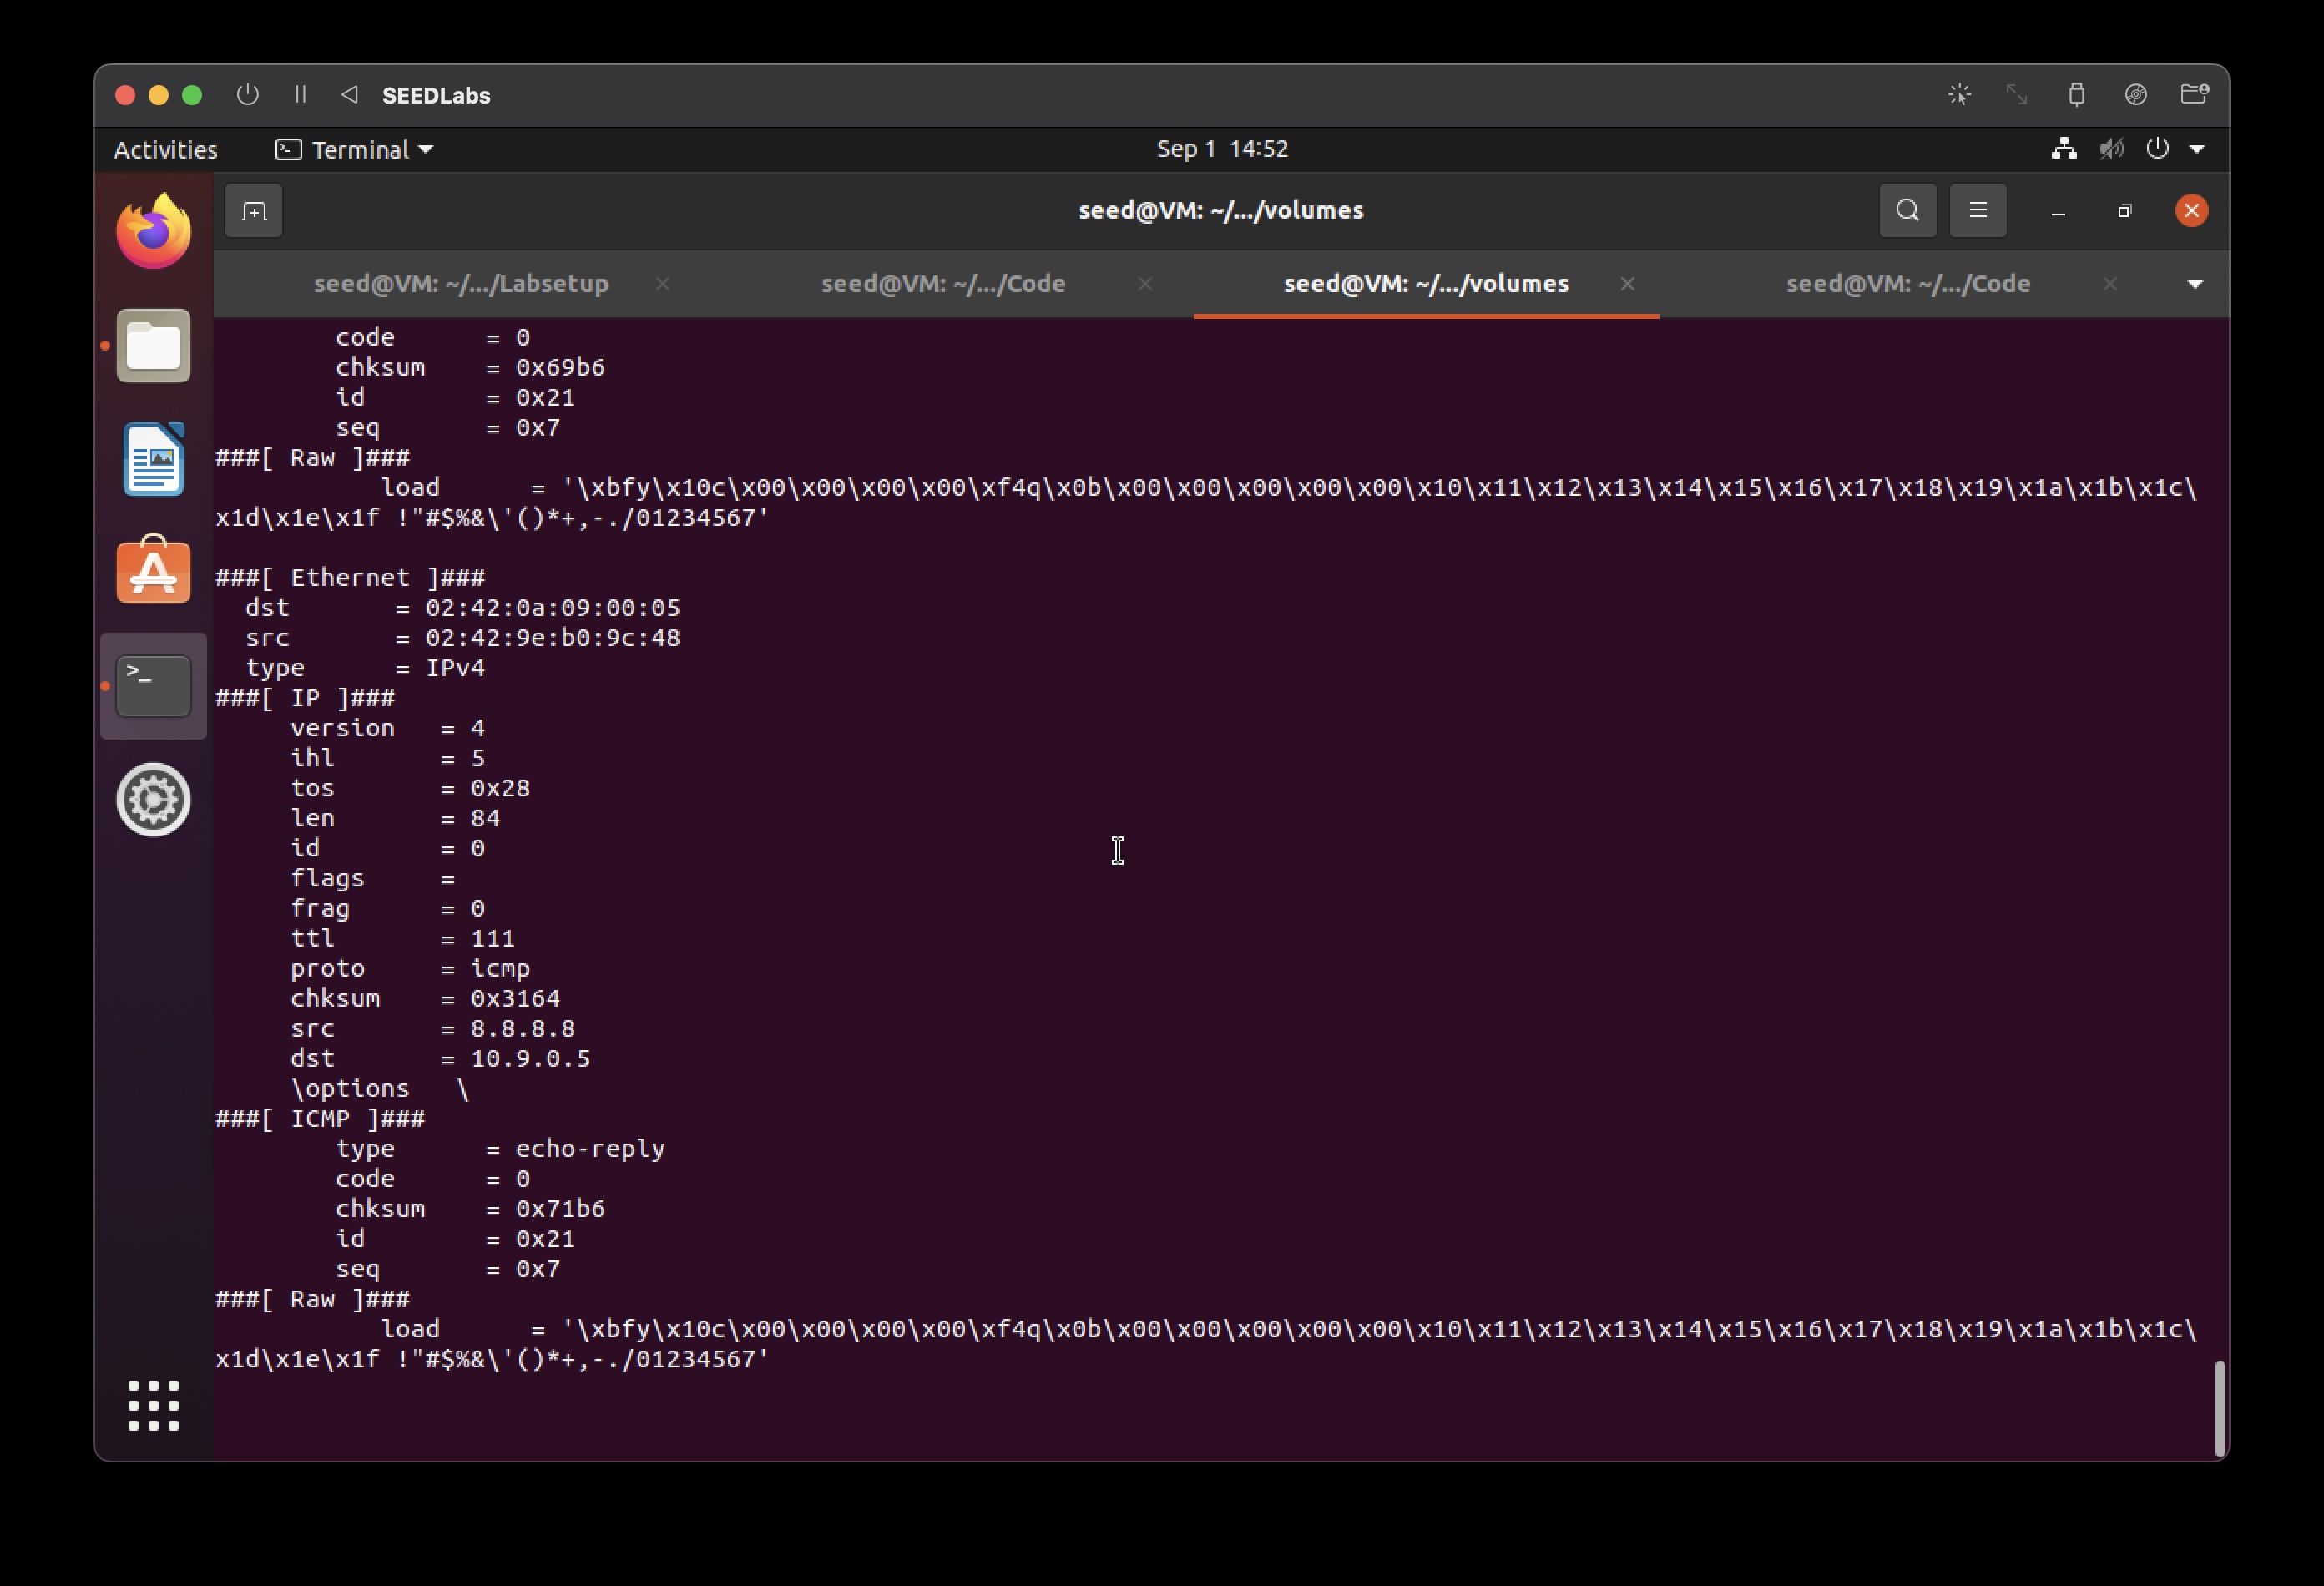 SEEDLabs
Activities Terminal Sep 1 14:52
seed@VM: ~/.../volumes
seed@VM: ~/.../Labsetup seed@VM: ~/.../Code seed@VM: ~/.../volumes seed@VM: ~/.../Code
code = 0
chksum = 0x69b6
id = 0x21
seq = 0x7
###[ Raw ]###
load = '\xbfy\x10c\x00\x00\x00\x00\xf4q\x0b\x00\x00\x00\x00\x00\x10\x11\x12\x13\x14\x15\x16\x17\x18\x19\x1a\x1b\x1c\
x1d\x1e\x1f !"#$%&\'()*+,-./01234567'
###[ Ethernet ]###
dst = 02:42:0a:09:00:05
src = 02:42:9e:b0:9c:48
type = IPv4
###[ IP ]###
version = 4
ihl = 5
tos = 0x28
len = 84
id = 0
flags =
frag = 0
ttl = 111
proto = icmp
chksum = 0x3164
src = 8.8.8.8
dst = 10.9.0.5
\options \
###[ ICMP ]###
type = echo-reply
code = 0
chksum = 0x71b6
id = 0x21
seq = 0x7
###[ Raw ]###
load = '\xbfy\x10c\x00\x00\x00\x00\xf4q\x0b\x00\x00\x00\x00\x00\x10\x11\x12\x13\x14\x15\x16\x17\x18\x19\x1a\x1b\x1c\
x1d\x1e\x1f !"#$%&\'()*+,-./01234567'